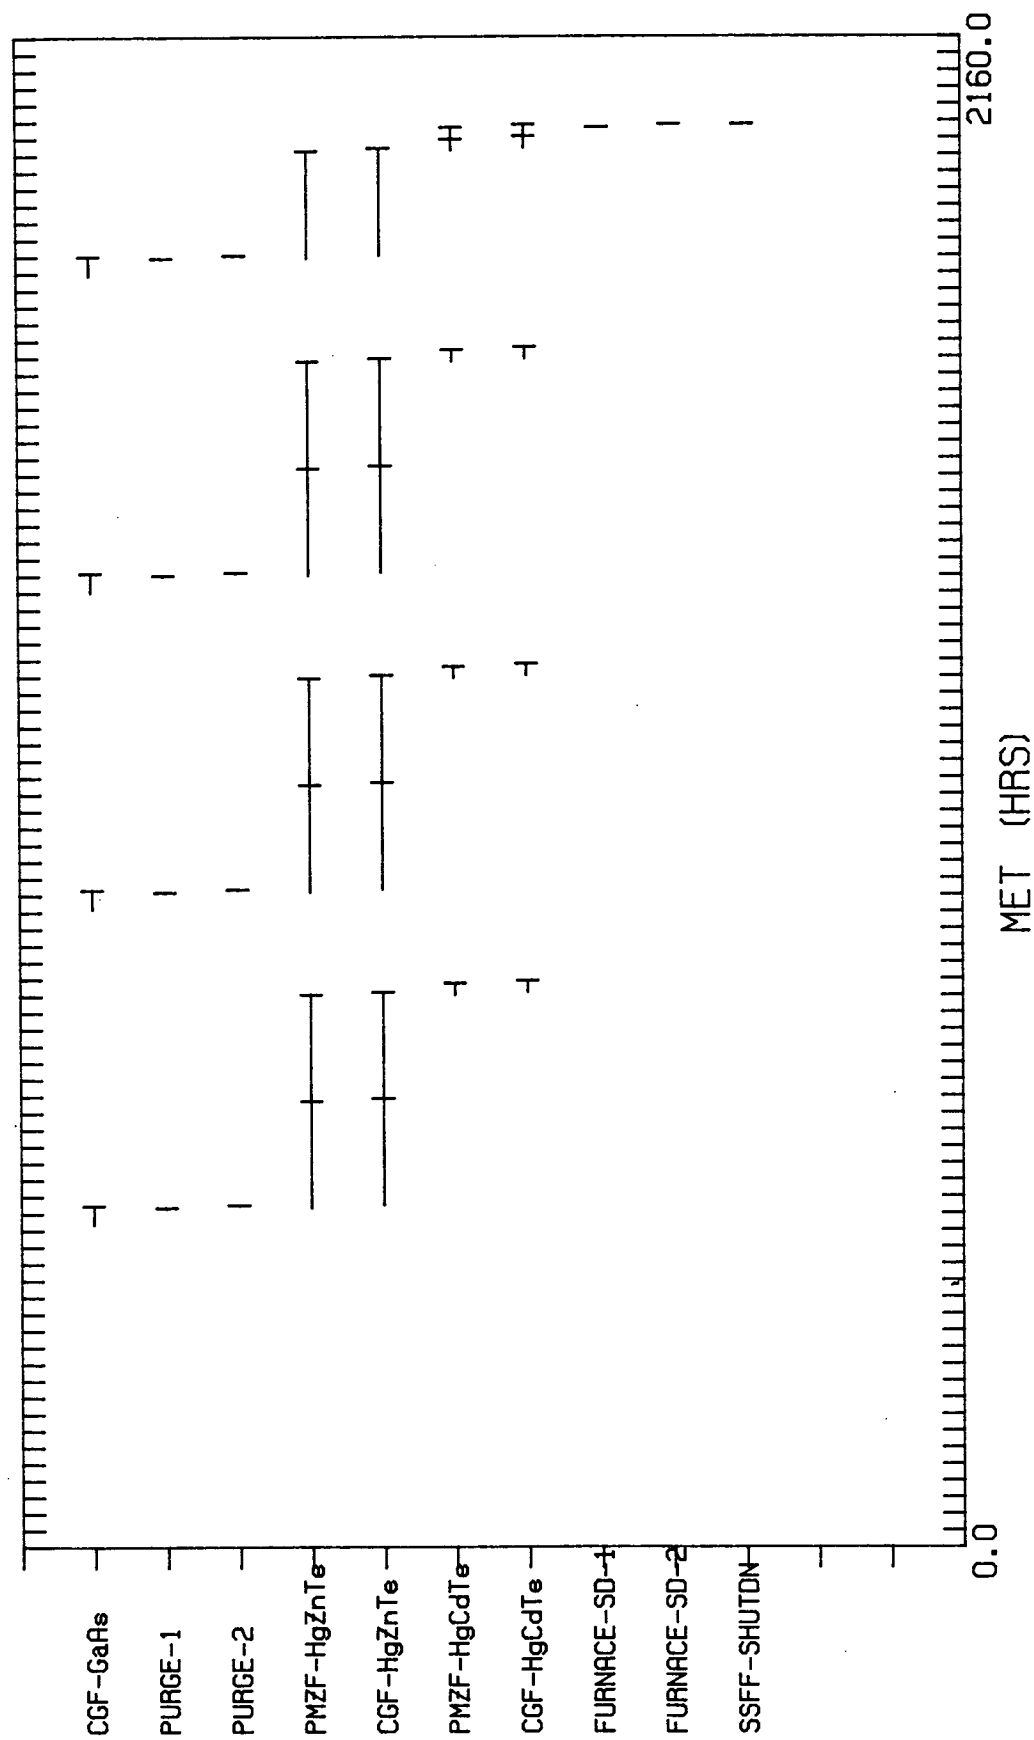 CGF-GaAs
PURGE-1
PURGE-2
PMZF-HgZnTe
CGF-HgZnTe
PMZF-HgCdTe
CGF-HgCdTe
FURNACE-SD-1
FURNACE-SD-2
SSFF-SHUTDN
0.0
2160.0
MET (HRS)